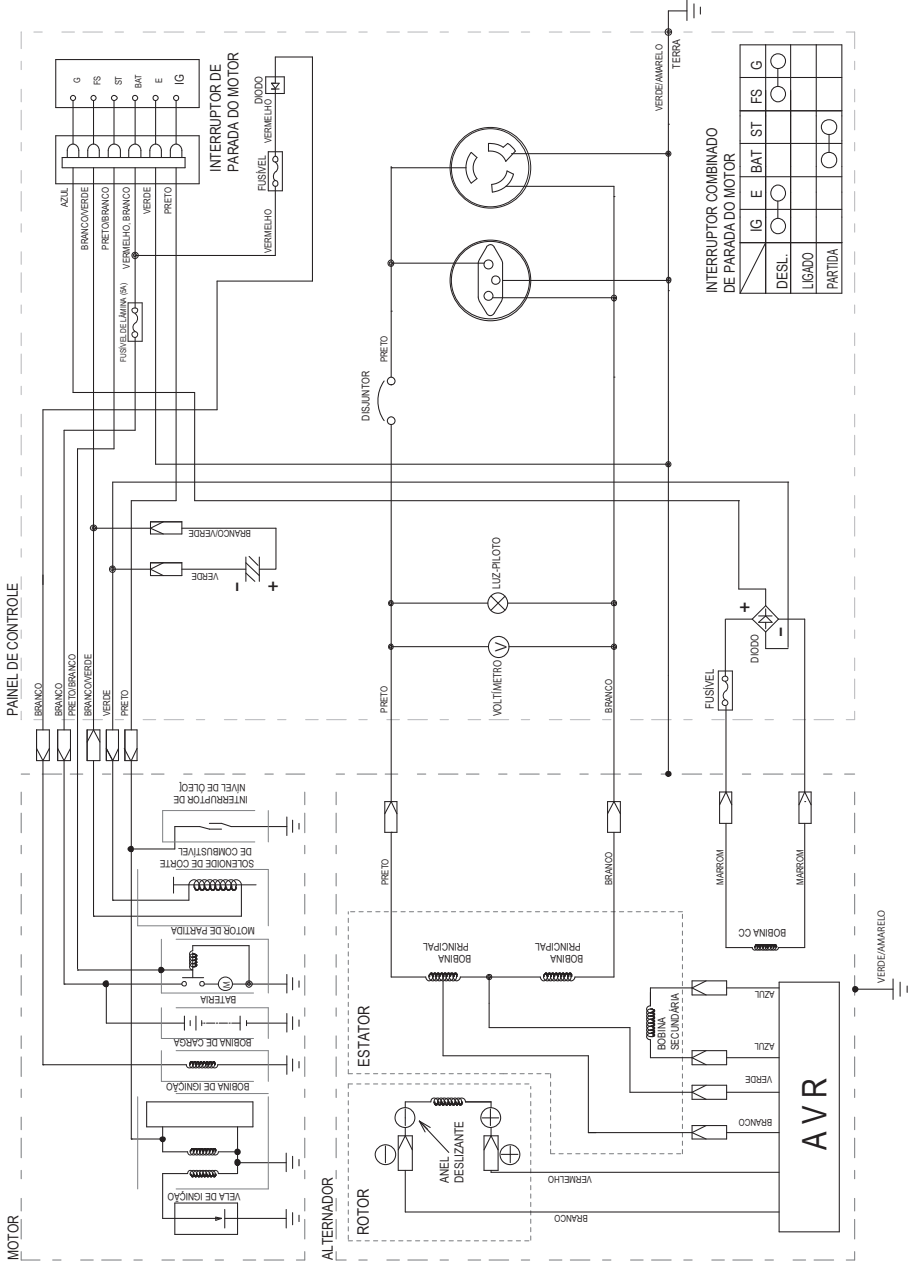 PAINEL DE CONTROLE
MOTOR
ALTERNADOR
ROTOR
ESTATOR
AVR
G
FS
ST
BAT
E
IG
INTERRUPTOR DE
PARADA DO MOTOR
AZUL
BRANCO/VERDE
PRETO/BRANCO
VERMELHO, BRANCO
VERDE
PRETO
FUSÍVEL DE LÂMINA (5A)
VERMELHO
FUSÍVEL
VERMELHO
DIODO
BRANCO
BRANCO
PRETO/BRANCO
BRANCO/VERDE
VERDE
PRETO
BRANCO/VERDE
VERDE
-
+
DISJUNTOR
PRETO
LUZ-PILOTO
VOLTÍMETRO
V
PRETO
BRANCO
VERDE/AMARELO
TERRA
INTERRUPTOR COMBINADO
DE PARADA DO MOTOR
IG E BAT ST FS G
DESL.
LIGADO
PARTIDA
FUSÍVEL
DIODO
+
-
INTERRUPTOR DE
NÍVEL DE ÓLEO]
SOLENOIDE DE CORTE
DE COMBUSTÍVEL
MOTOR DE PARTIDA
M
BATERIA
BOBINA DE CARGA
BOBINA DE IGNIÇÃO
VELA DE IGNIÇÃO
PRETO
BRANCO
BOBINA
PRINCIPAL
BOBINA
PRINCIPAL
BOBINA
SECUNDÁRIA
ANEL
DESLIZANTE
-
+
MARROM
MARROM
BOBINA CC
AZUL
AZUL
VERDE
BRANCO
VERMELHO
BRANCO
VERDE/AMARELO